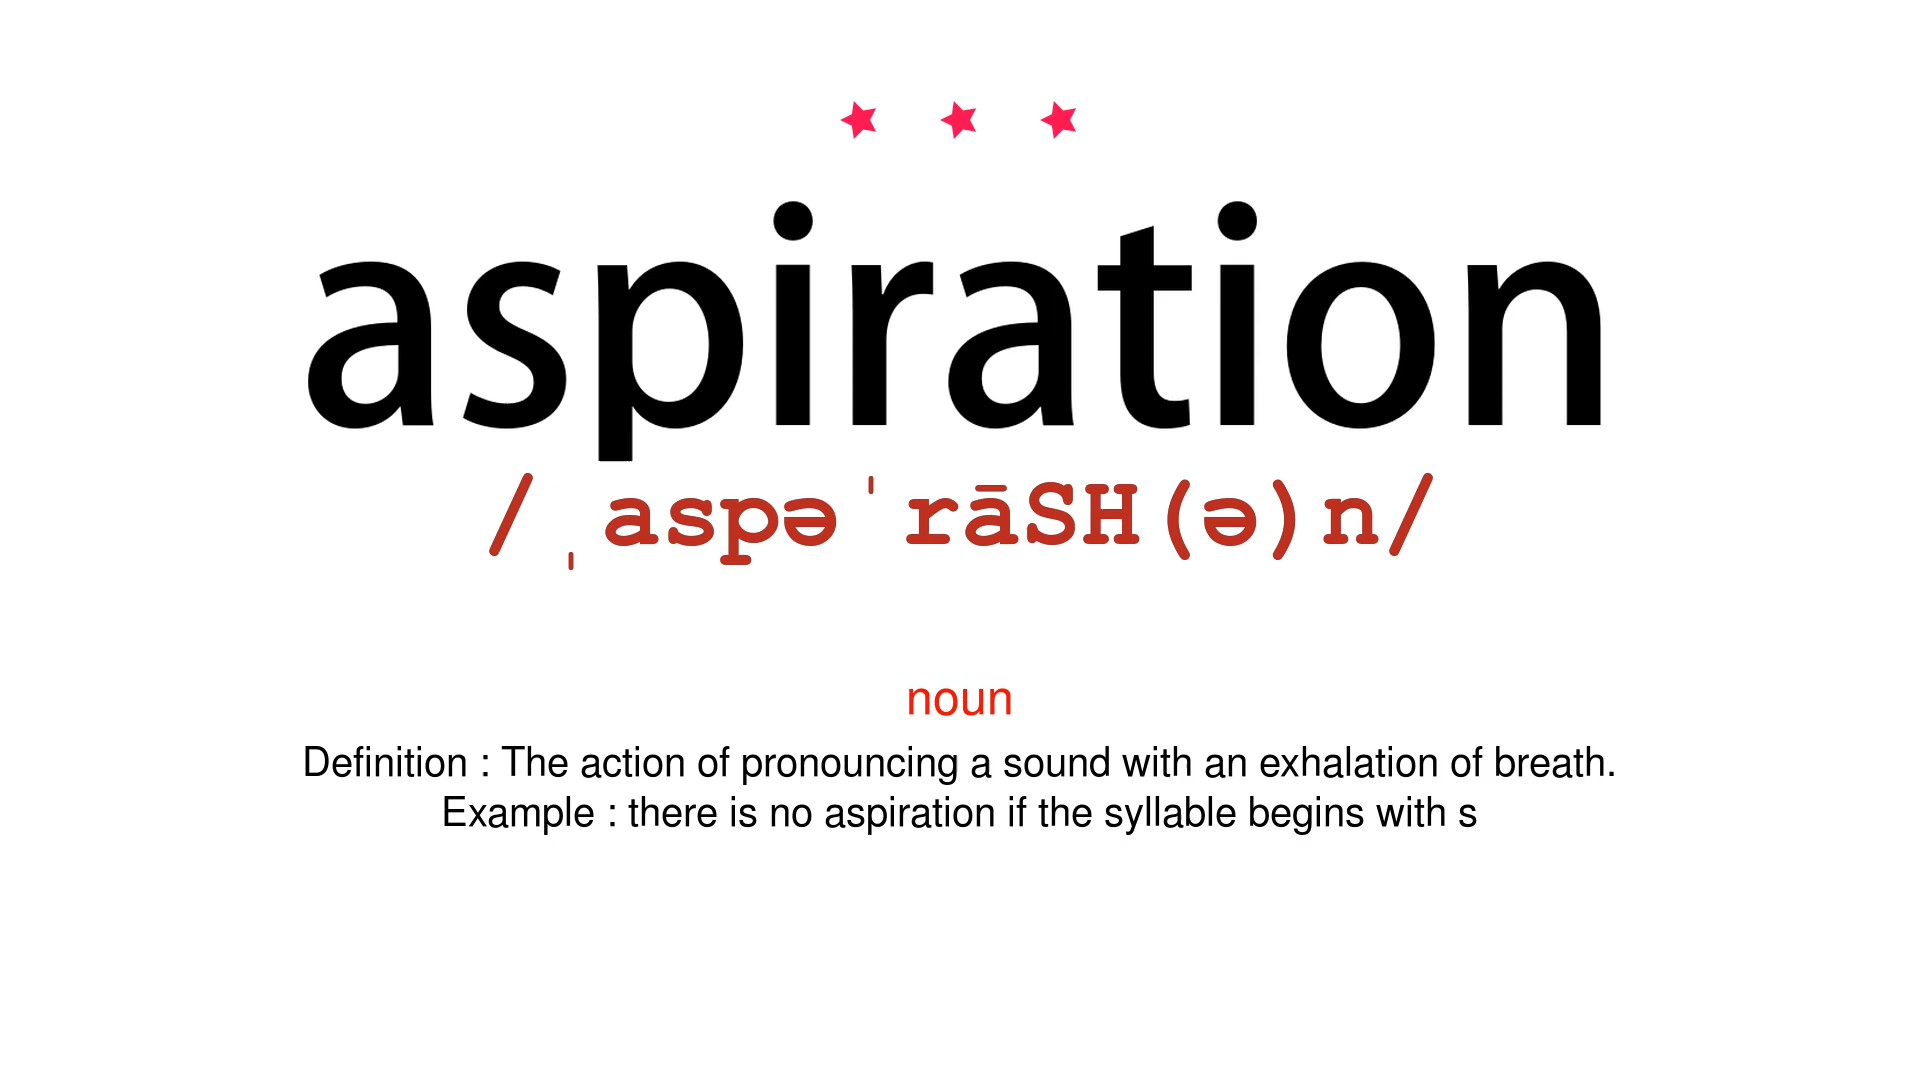 aspiration
/ˌaspəˈrāSH(ə)n/
noun
Definition : The action of pronouncing a sound with an exhalation of breath.
Example : there is no aspiration if the syllable begins with s